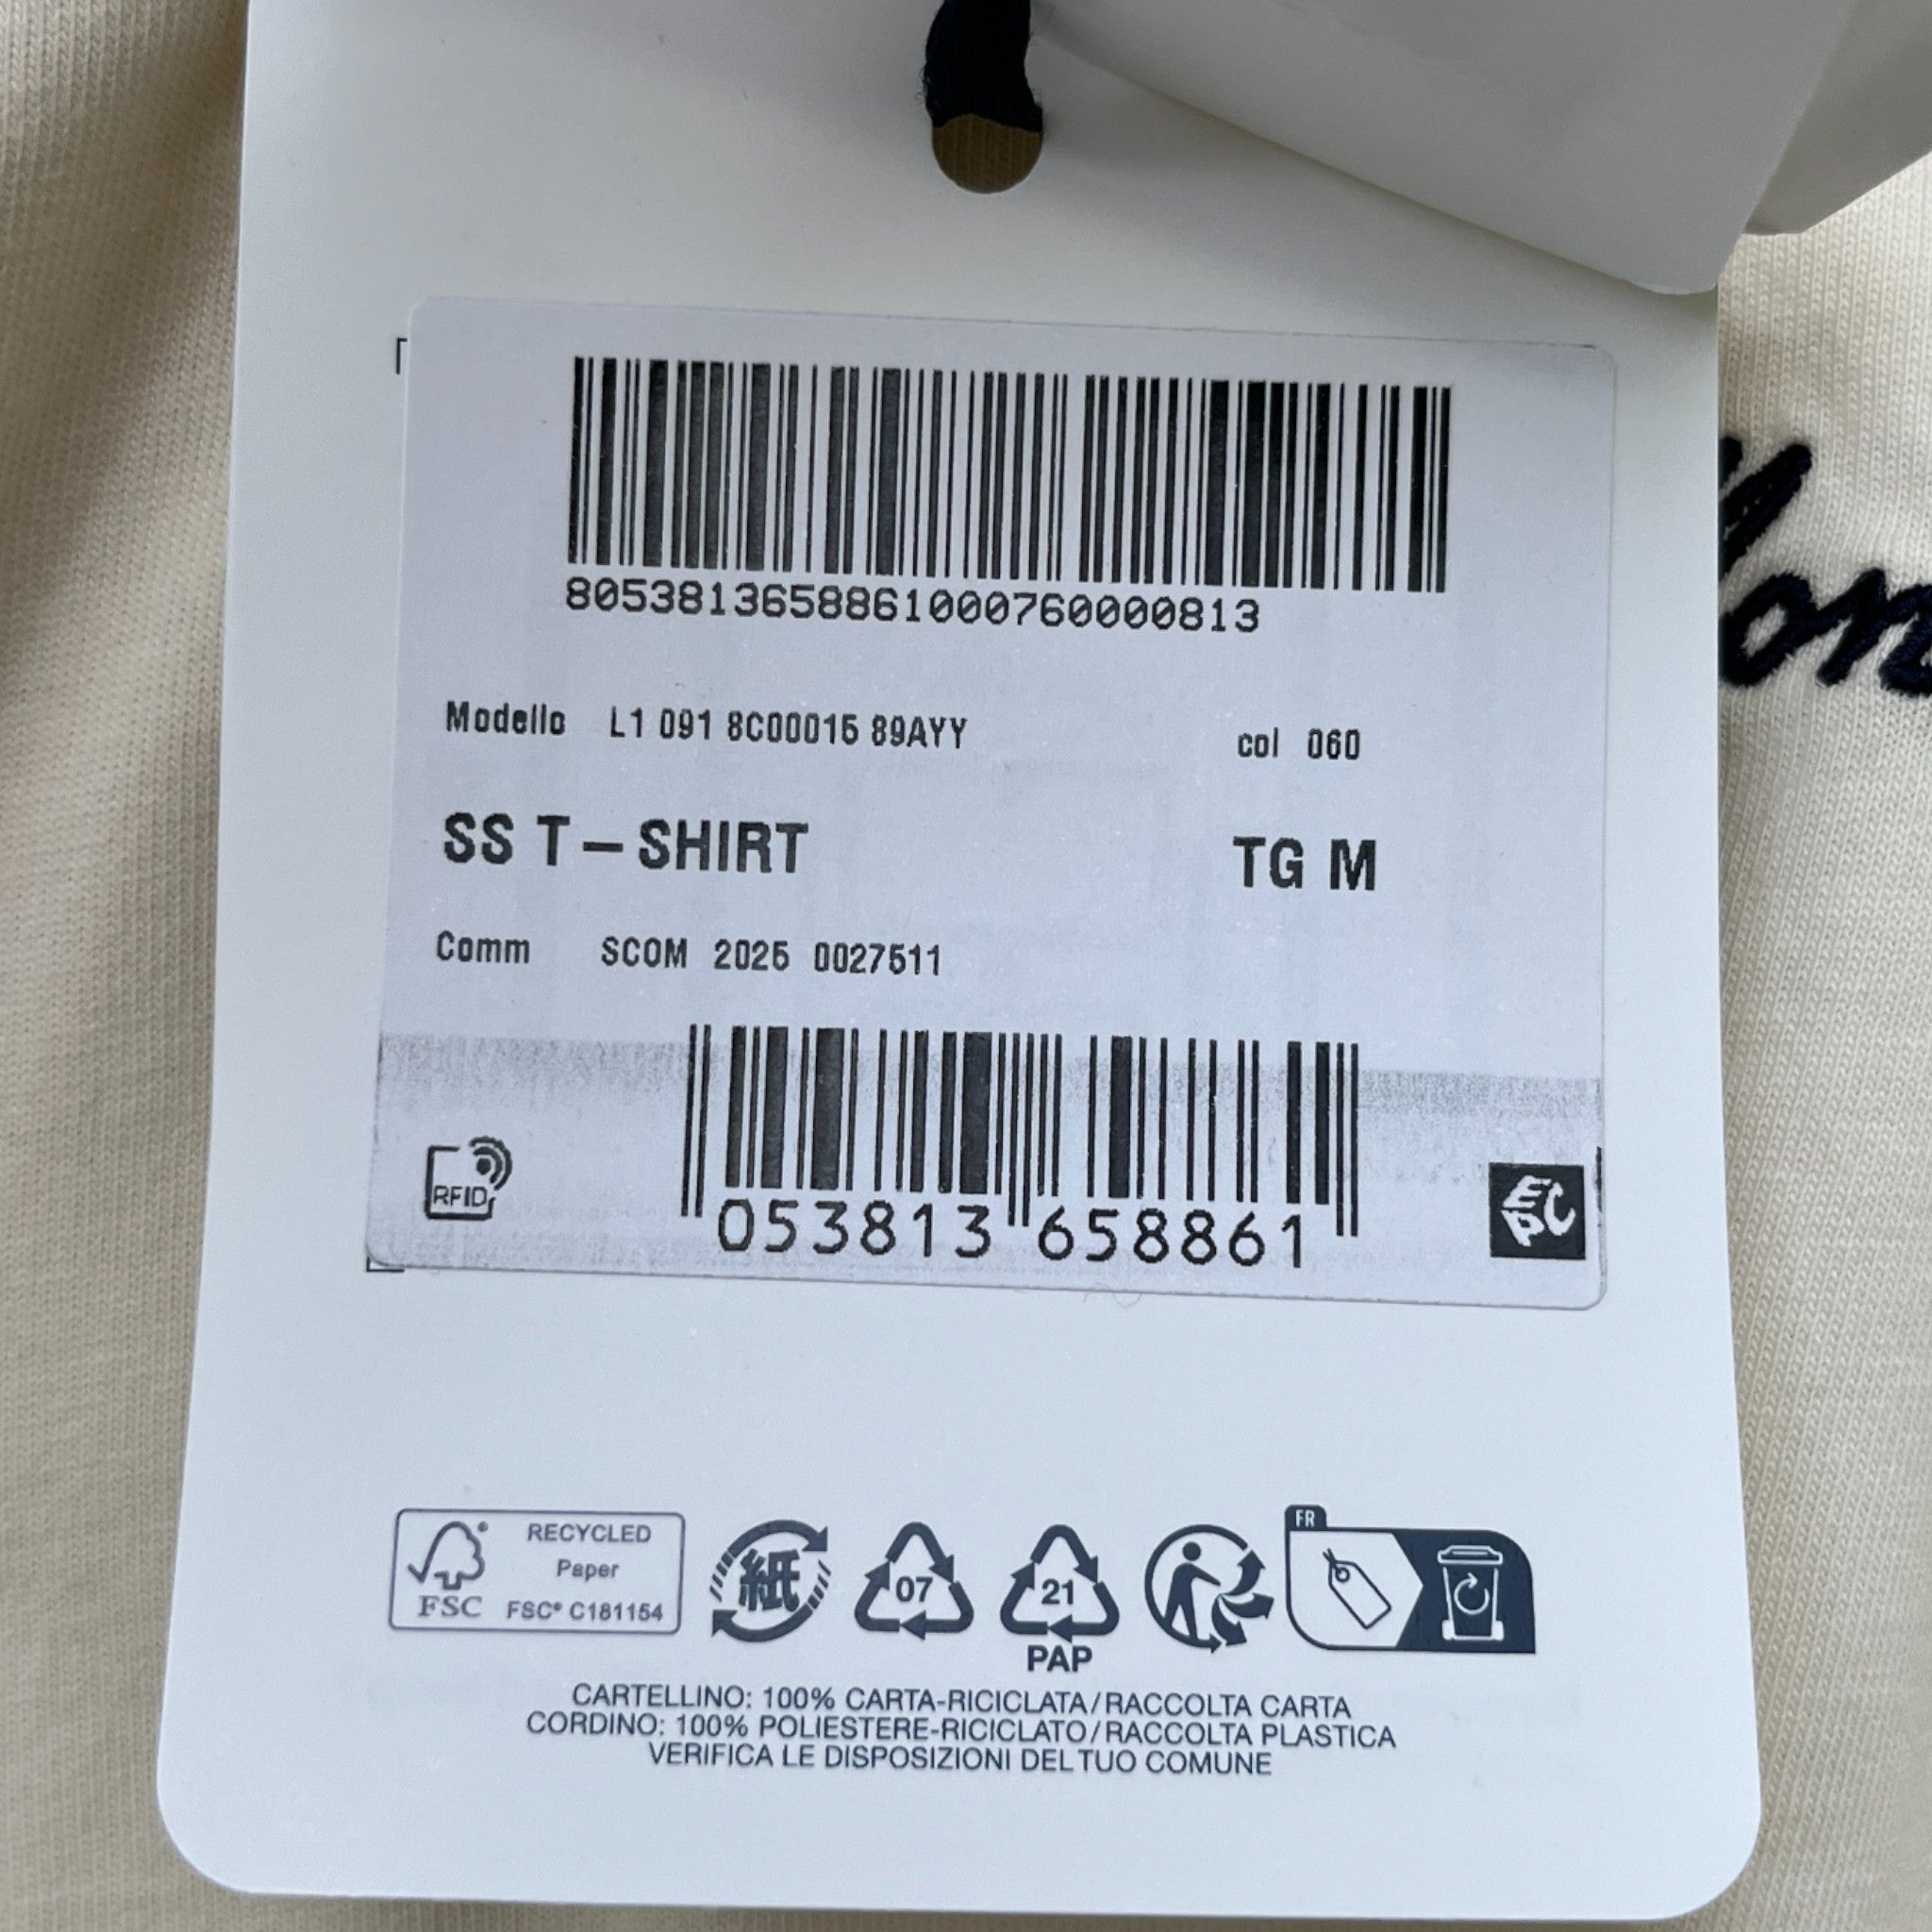 8053813658861000760000813
Modello L1 091 8C00015 89AYY col 060
SS T-SHIRT TG M
Comm SCOM 2025 0027511
RFID
053813 658861
EPC
FSC
RECYCLED
Paper
FSC® C181154
紙
07
21
PAP
FR
CARTELLINO: 100% CARTA-RICICLATA/RACCOLTA CARTA
CORDINO: 100% POLIESTERE-RICICLATO/RACCOLTA PLASTICA
VERIFICA LE DISPOSIZIONI DEL TUO COMUNE